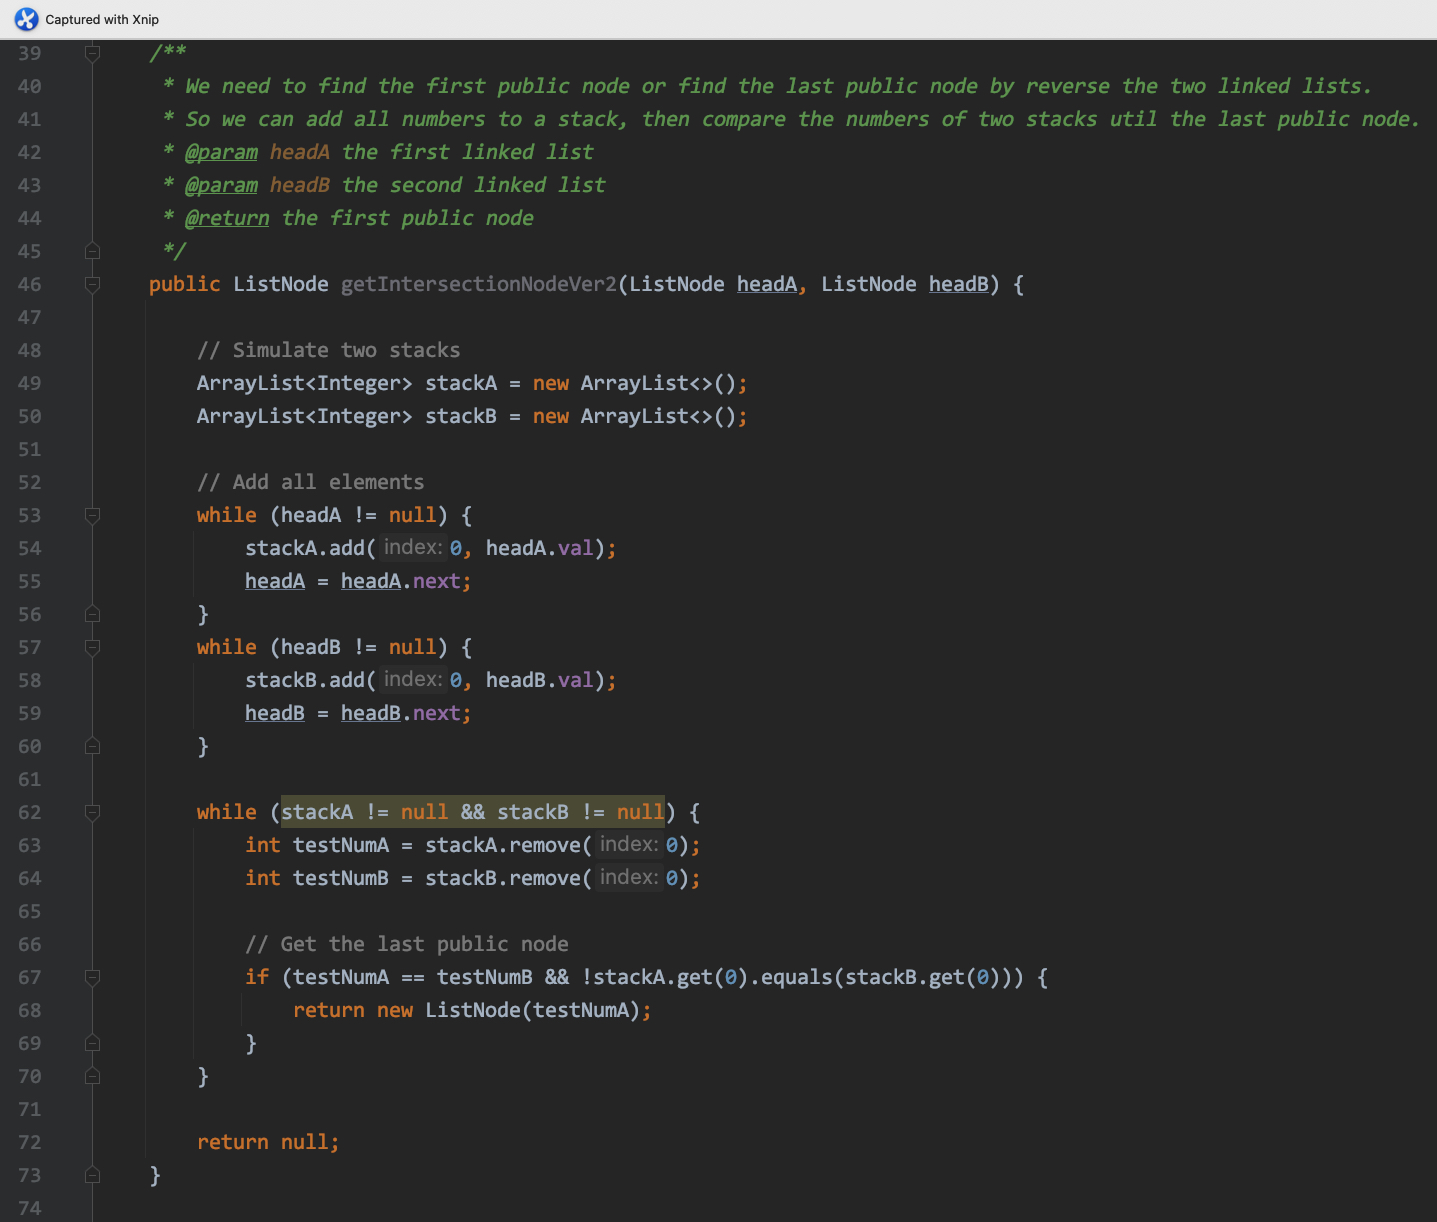 Captured with Xnip
39 /**
40 * We need to find the first public node or find the last public node by reverse the two linked lists.
41 * So we can add all numbers to a stack, then compare the numbers of two stacks util the last public node.
42 * @param headA the first linked list
43 * @param headB the second linked list
44 * @return the first public node
45 */
46 public ListNode getIntersectionNodeVer2(ListNode headA, ListNode headB) {
47
48 // Simulate two stacks
49 ArrayList<Integer> stackA = new ArrayList<>();
50 ArrayList<Integer> stackB = new ArrayList<>();
51
52 // Add all elements
53 while (headA != null) {
54 stackA.add( index: 0, headA.val);
55 headA = headA.next;
56 }
57 while (headB != null) {
58 stackB.add( index: 0, headB.val);
59 headB = headB.next;
60 }
61
62 while (stackA != null && stackB != null) {
63 int testNumA = stackA.remove( index: 0);
64 int testNumB = stackB.remove( index: 0);
65
66 // Get the last public node
67 if (testNumA == testNumB && !stackA.get(0).equals(stackB.get(0))) {
68 return new ListNode(testNumA);
69 }
70 }
71
72 return null;
73 }
74